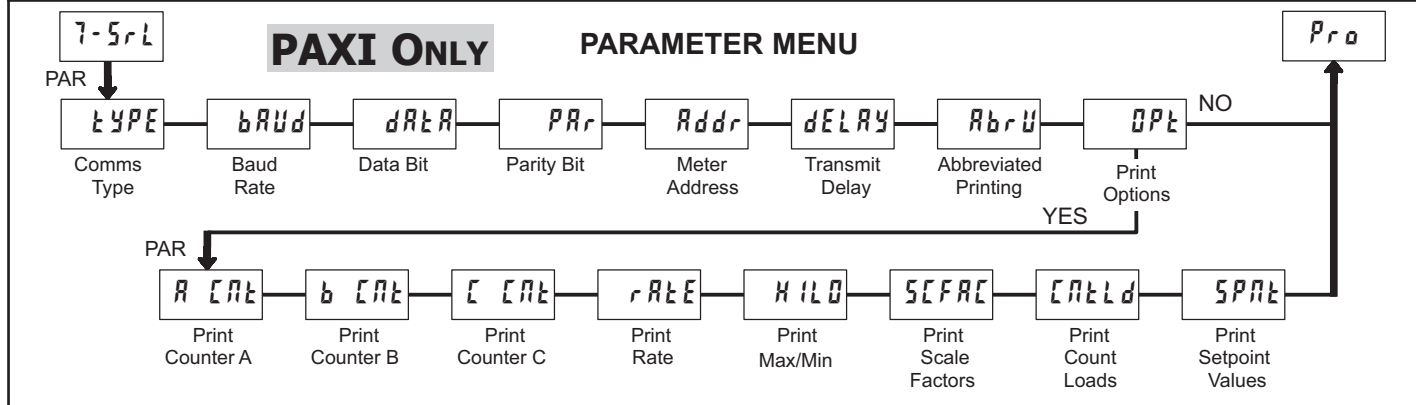 7-SrL
PAXI ONLY
PARAMETER MENU
Pro
PAR
tYPE
bAUd
dAtA
PAr
Addr
dELAY
AbrU
OPt
NO
Comms
Type
Baud
Rate
Data Bit
Parity Bit
Meter
Address
Transmit
Delay
Abbreviated
Printing
Print
Options
YES
PAR
A Cnt
b Cnt
C Cnt
rAtE
HILO
SCFAC
CntLd
SPnt
Print
Counter A
Print
Counter B
Print
Counter C
Print
Rate
Print
Max/Min
Print
Scale
Factors
Print
Count
Loads
Print
Setpoint
Values